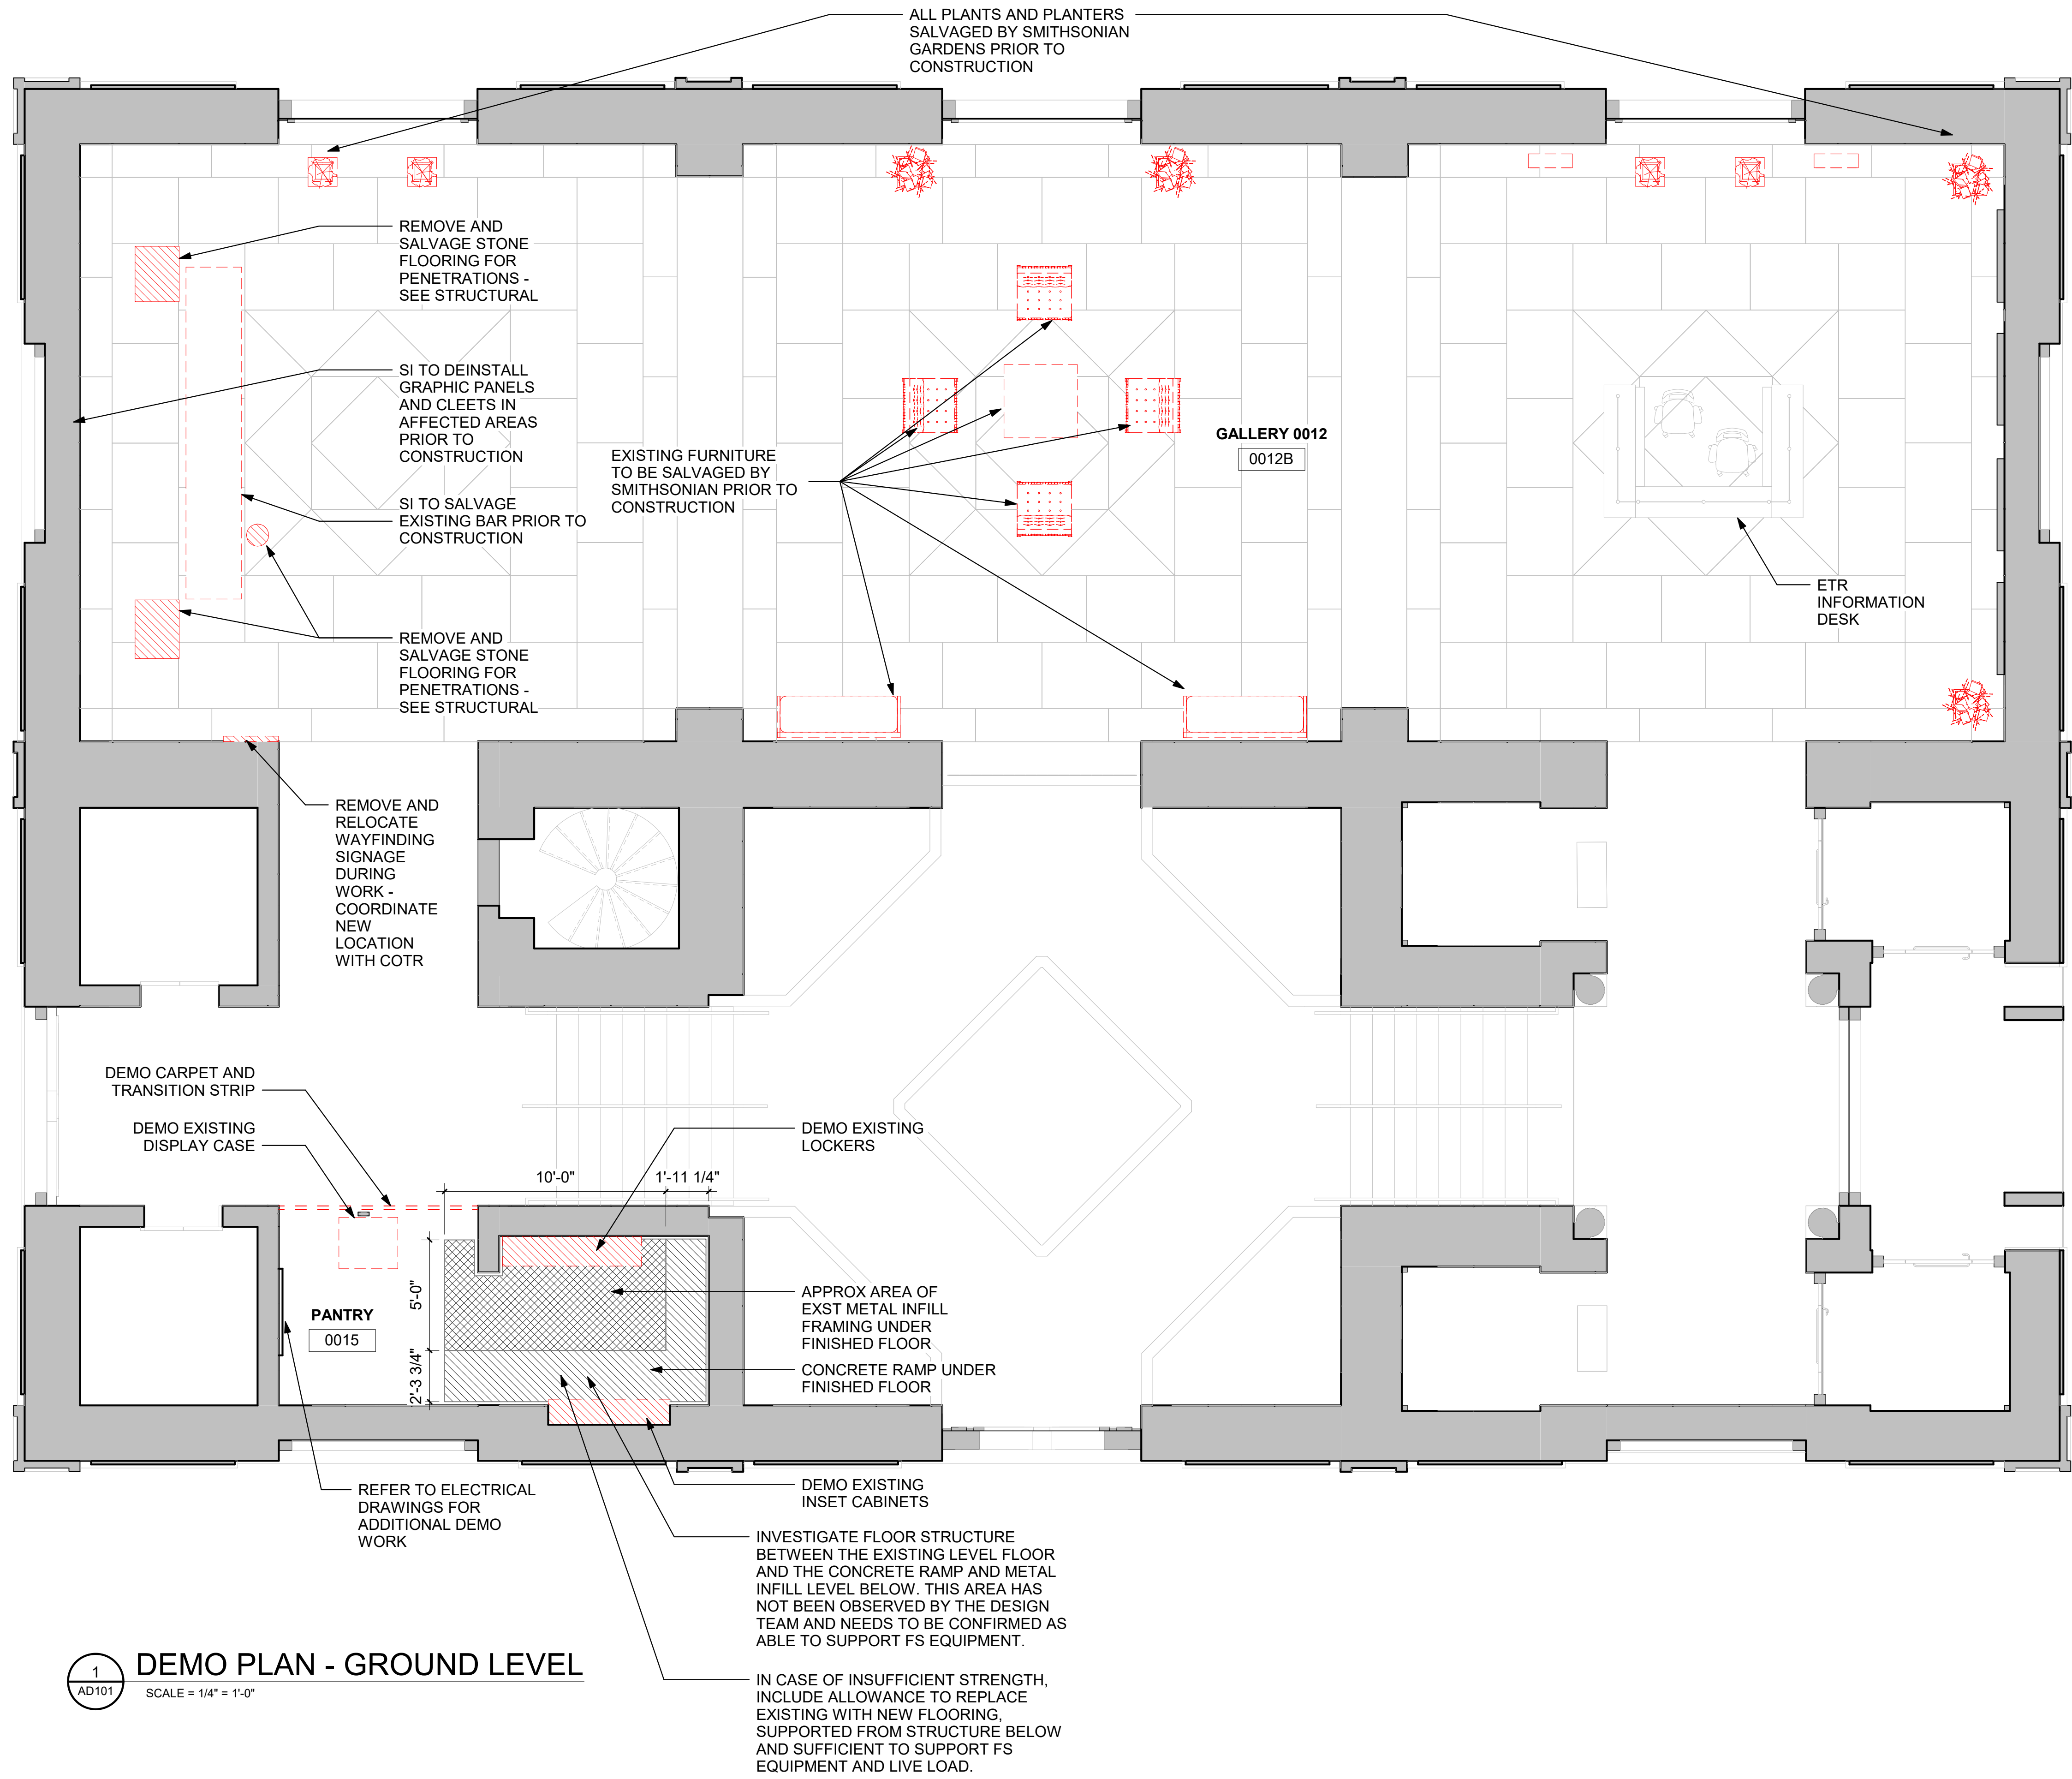 ALL PLANTS AND PLANTERS
SALVAGED BY SMITHSONIAN
GARDENS PRIOR TO
CONSTRUCTION
REMOVE AND
SALVAGE STONE
FLOORING FOR
PENETRATIONS -
SEE STRUCTURAL
SI TO DEINSTALL
GRAPHIC PANELS
AND CLEETS IN
AFFECTED AREAS
PRIOR TO
CONSTRUCTION
SI TO SALVAGE
EXISTING BAR PRIOR TO
CONSTRUCTION
EXISTING FURNITURE
TO BE SALVAGED BY
SMITHSONIAN PRIOR TO
CONSTRUCTION
GALLERY 0012
0012B
ETR
INFORMATION
DESK
REMOVE AND
SALVAGE STONE
FLOORING FOR
PENETRATIONS -
SEE STRUCTURAL
REMOVE AND
RELOCATE
WAYFINDING
SIGNAGE
DURING
WORK -
COORDINATE
NEW
LOCATION
WITH COTR
DEMO CARPET AND
TRANSITION STRIP
DEMO EXISTING
DISPLAY CASE
DEMO EXISTING
LOCKERS
10'-0"
1'-11 1/4"
5'-0"
2'-3 3/4"
PANTRY
0015
APPROX AREA OF
EXST METAL INFILL
FRAMING UNDER
FINISHED FLOOR
CONCRETE RAMP UNDER
FINISHED FLOOR
REFER TO ELECTRICAL
DRAWINGS FOR
ADDITIONAL DEMO
WORK
DEMO EXISTING
INSET CABINETS
INVESTIGATE FLOOR STRUCTURE
BETWEEN THE EXISTING LEVEL FLOOR
AND THE CONCRETE RAMP AND METAL
INFILL LEVEL BELOW. THIS AREA HAS
NOT BEEN OBSERVED BY THE DESIGN
TEAM AND NEEDS TO BE CONFIRMED AS
ABLE TO SUPPORT FS EQUIPMENT.
IN CASE OF INSUFFICIENT STRENGTH,
INCLUDE ALLOWANCE TO REPLACE
EXISTING WITH NEW FLOORING,
SUPPORTED FROM STRUCTURE BELOW
AND SUFFICIENT TO SUPPORT FS
EQUIPMENT AND LIVE LOAD.
1
AD101
DEMO PLAN - GROUND LEVEL
SCALE = 1/4" = 1'-0"